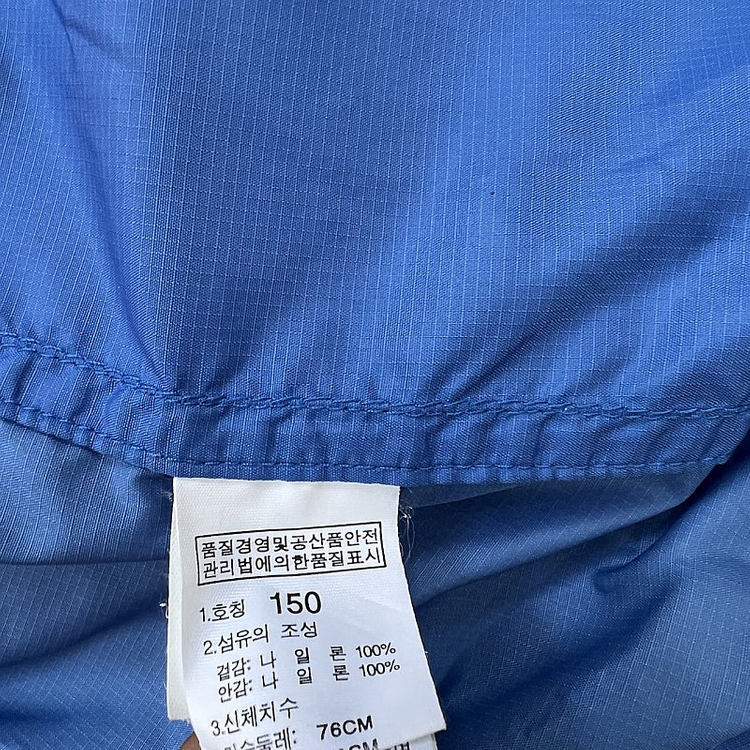 품질경영및공산품안전
관리법에의한품질표시
1.호칭 150
2.섬유의 조성
겉감: 나 일 론 100%
안감: 나 일 론 100%
3.신체치수
76CM